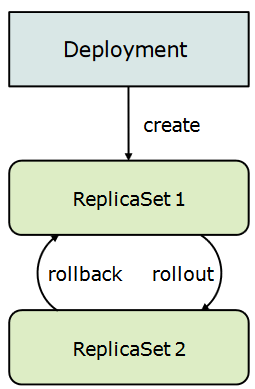 Deployment
create
ReplicaSet 1
rollback
rollout
ReplicaSet 2